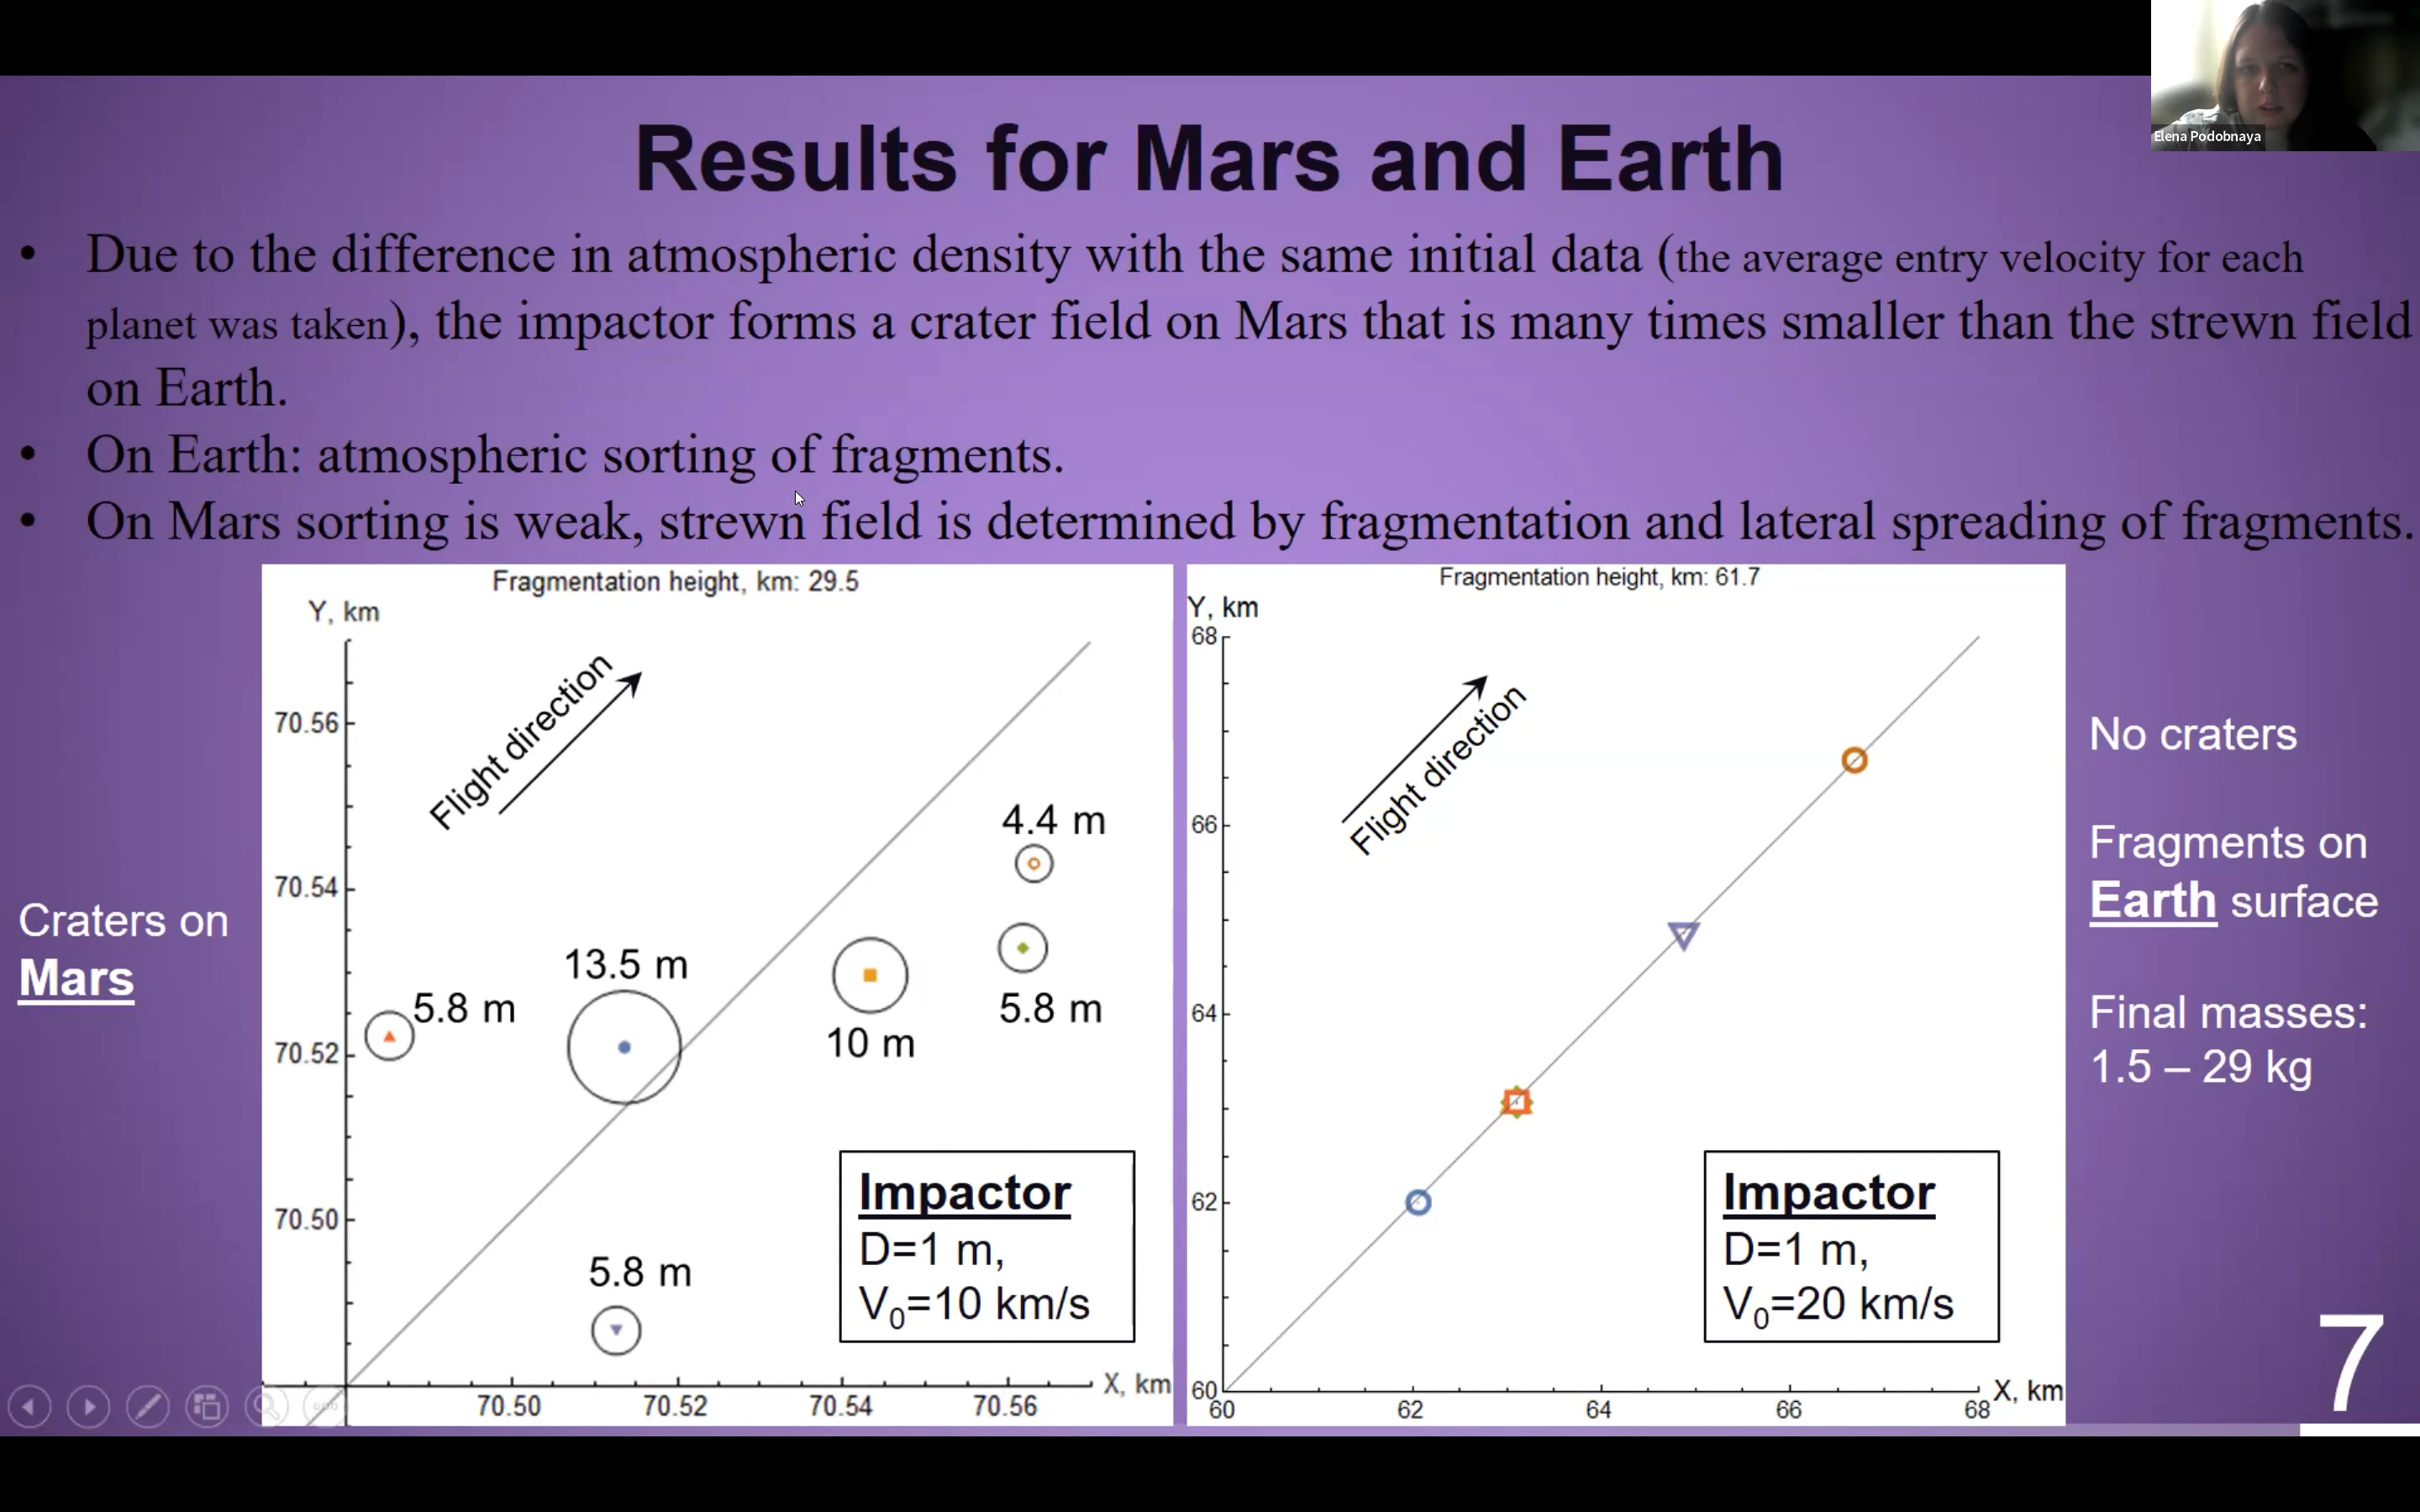 Elena Podobnaya
Results for Mars and Earth
• Due to the difference in atmospheric density with the same initial data (the average entry velocity for each
planet was taken), the impactor forms a crater field on Mars that is many times smaller than the strewn field
on Earth.
• On Earth: atmospheric sorting of fragments.
• On Mars sorting is weak, strewn field is determined by fragmentation and lateral spreading of fragments.
Craters on
Mars
Fragmentation height, km: 29.5
Y, km
70.56
70.54
70.52
70.50
Flight direction
4.4 m
13.5 m
5.8 m
10 m
5.8 m
5.8 m
Impactor
D=1 m,
V₀=10 km/s
X, km
70.50 70.52 70.54 70.56
Fragmentation height, km: 61.7
Y, km
68
66
64
62
60
Flight direction
Impactor
D=1 m,
V₀=20 km/s
X, km
60 62 64 66 68
No craters
Fragments on
Earth surface
Final masses:
1.5 – 29 kg
7